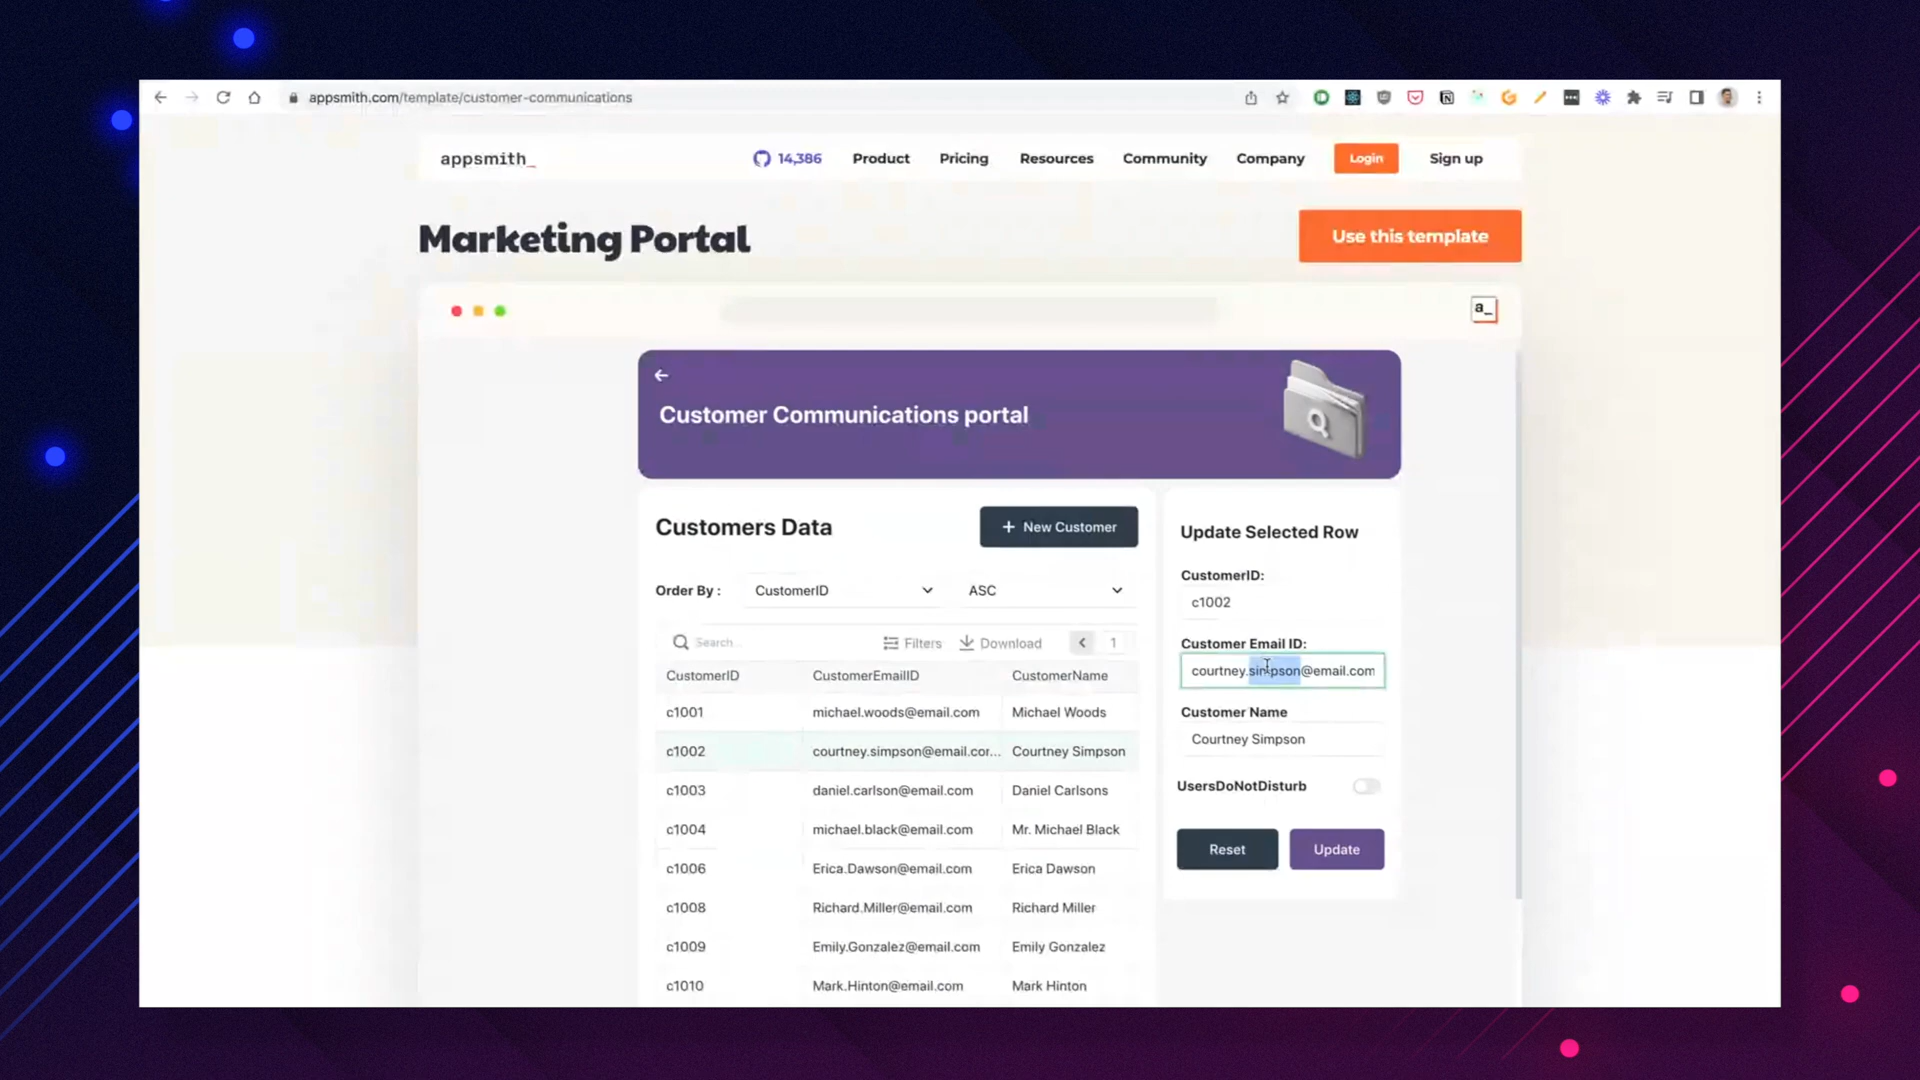 appsmith.com/template/customer-communications
appsmith_
14,386
Product
Pricing
Resources
Community
Company
Login
Sign up
Marketing Portal
Use this template
a_
Customer Communications portal
Customers Data
+ New Customer
Order By :
CustomerID
ASC
Search
Filters
Download
1
CustomerID CustomerEmailID CustomerName
c1001 michael.woods@email.com Michael Woods
c1002 courtney.simpson@email.cor... Courtney Simpson
c1003 daniel.carlson@email.com Daniel Carlsons
c1004 michael.black@email.com Mr. Michael Black
c1006 Erica.Dawson@email.com Erica Dawson
c1008 Richard.Miller@email.com Richard Miller
c1009 Emily.Gonzalez@email.com Emily Gonzalez
c1010 Mark.Hinton@email.com Mark Hinton
Update Selected Row
CustomerID:
c1002
Customer Email ID:
courtney.simpson@email.com
Customer Name
Courtney Simpson
UsersDoNotDisturb
Reset
Update